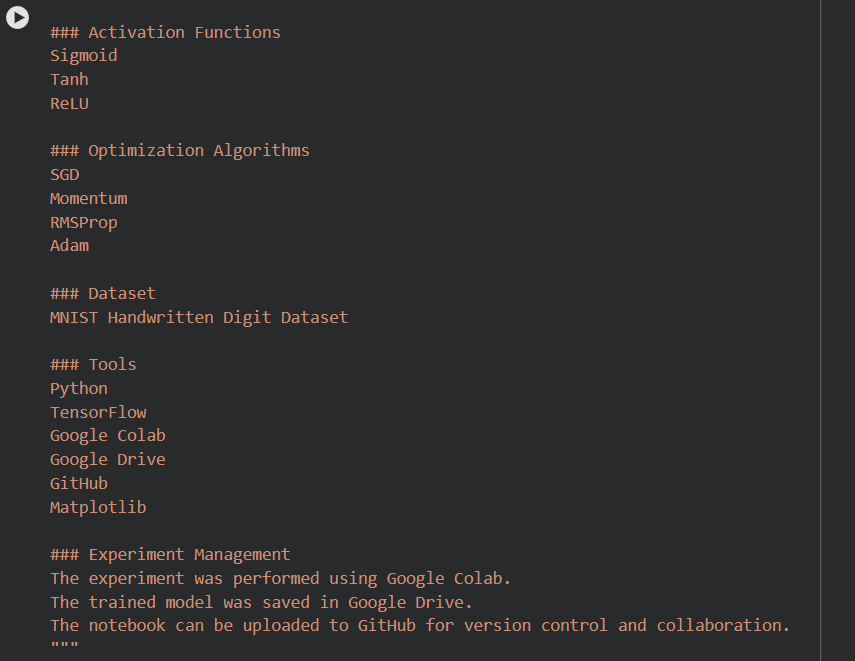 ### Activation Functions
Sigmoid
Tanh
ReLU
### Optimization Algorithms
SGD
Momentum
RMSProp
Adam
### Dataset
MNIST Handwritten Digit Dataset
### Tools
Python
TensorFlow
Google Colab
Google Drive
GitHub
Matplotlib
### Experiment Management
The experiment was performed using Google Colab.
The trained model was saved in Google Drive.
The notebook can be uploaded to GitHub for version control and collaboration.
"""